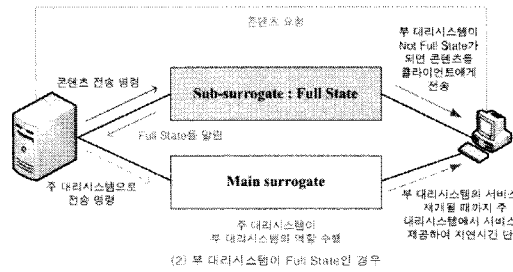 콘텐츠 요청
부 대리시스템이
Not Full State가
되면 콘텐츠를
클라이언트에게
전송
콘텐츠 전송 명령
Sub-surrogate : Full State
Full State를 알림
Main surrogate
주 대리시스템으로
전송 명령
주 대리시스템이
부 대리시스템의 역할 수행
부 대리시스템의 서비스
재개될 때까지 주
대리시스템에서 서비스
제공하여 지연시간 단
(2) 부 대리시스템이 Full State인 경우